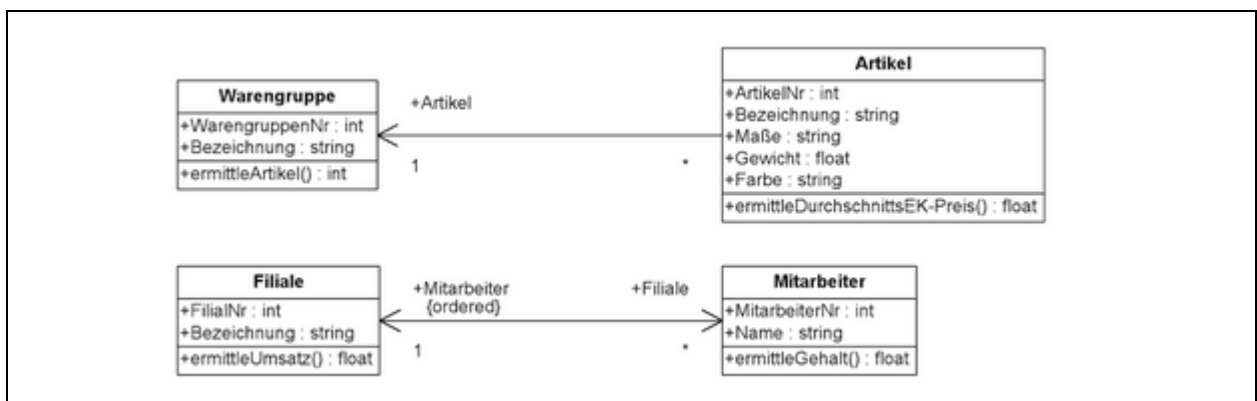 Warengruppe
+WarengruppenNr : int
+Bezeichnung : string
+ermittleArtikel() : int
+Artikel
1
*
Artikel
+ArtikelNr : int
+Bezeichnung : string
+Maße : string
+Gewicht : float
+Farbe : string
+ermittleDurchschnittsEK-Preis() : float
Filiale
+FilialNr : int
+Bezeichnung : string
+ermittleUmsatz() : float
+Mitarbeiter
{ordered}
1
+Filiale
*
Mitarbeiter
+MitarbeiterNr : int
+Name : string
+ermittleGehalt() : float